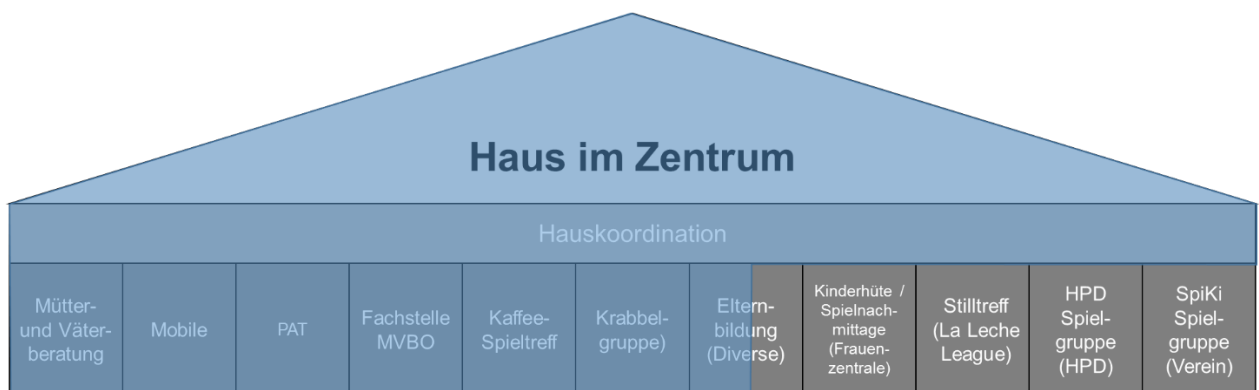 Haus im Zentrum
Hauskoordination
Mütter-
und Väter-
beratung
Mobile
PAT
Fachstelle
MVBO
Kaffee-
Spieltreff
Krabbel-
gruppe)
Eltern-
bildung
(Diverse)
Kinderhüte /
Spielnach-
mittage
(Frauen-
zentrale)
Stilltreff
(La Leche
League)
HPD
Spiel-
gruppe
(HPD)
SpiKi
Spiel-
gruppe
(Verein)